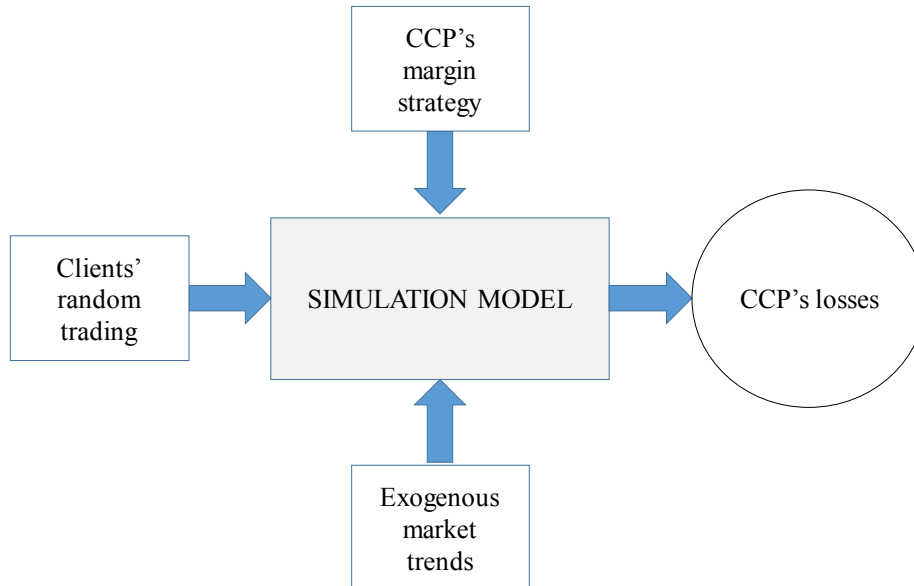 CCP’s
margin
strategy
Clients’
random
trading
SIMULATION MODEL
CCP’s losses
Exogenous
market
trends